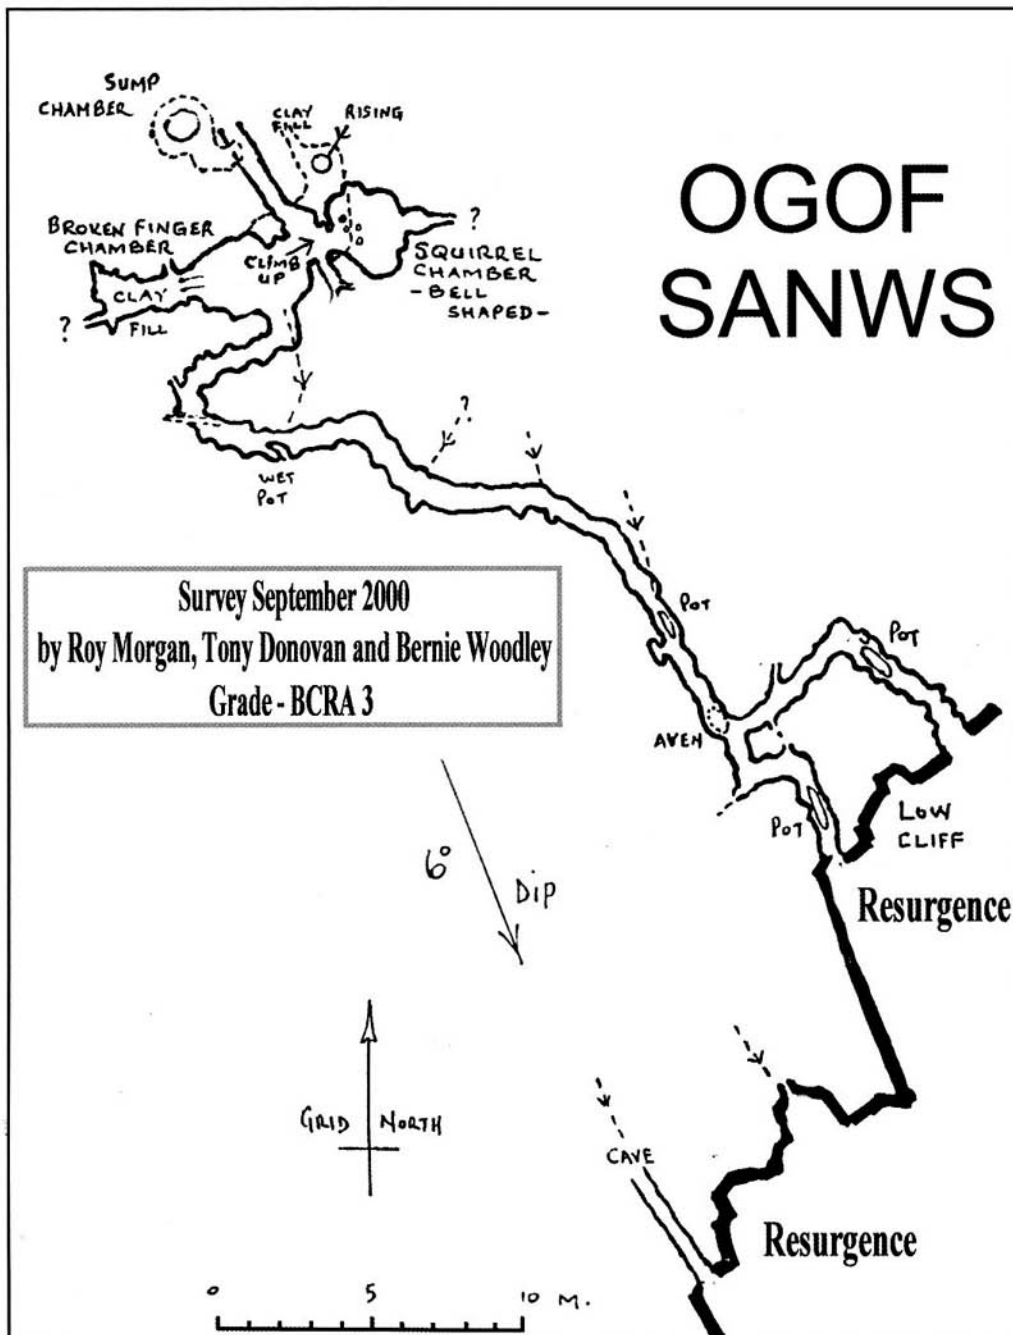 OGOF
SANWS
SUMP
CHAMBER
CLAY
FILL
RISING
BROKEN FINGER
CHAMBER
CLIMB
UP
?
SQUIRREL
CHAMBER
- BELL
SHAPED -
CLAY
FILL
?
?
WET
POT
Survey September 2000
by Roy Morgan, Tony Donovan and Bernie Woodley
Grade - BCRA 3
POT
POT
AVEN
POT
LOW
CLIFF
Resurgence
6° DIP
GRID NORTH
CAVE
Resurgence
0 5 10 M.